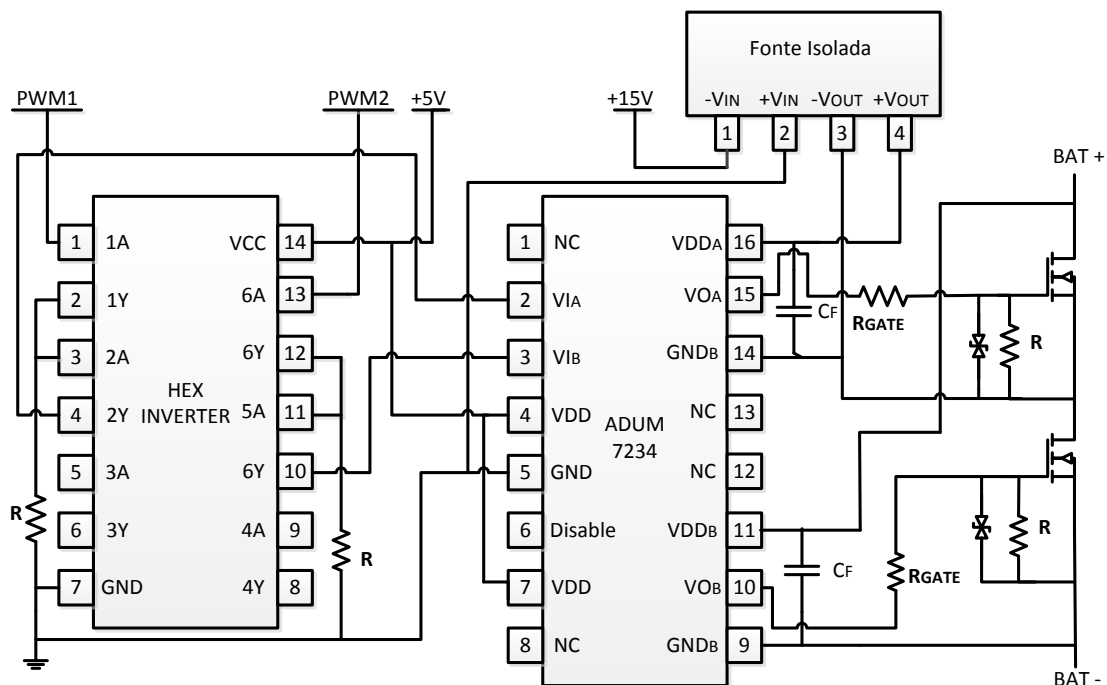 Fonte Isolada
-VIN +VIN -VOUT +VOUT
1 2 3 4
PWM1
PWM2
+5V
+15V
BAT +
1 1A
2 1Y
3 2A
4 2Y
5 3A
6 3Y
7 GND
HEX
INVERTER
VCC 14
6A 13
6Y 12
5A 11
6Y 10
4A 9
4Y 8
R
R
1 NC
2 VIA
3 VIB
4 VDD
5 GND
6 Disable
7 VDD
8 NC
ADUM
7234
VDDA 16
VOA 15
GNDB 14
NC 13
NC 12
VDDB 11
VOB 10
GNDB 9
CF
RGATE
R
CF
RGATE
R
BAT -